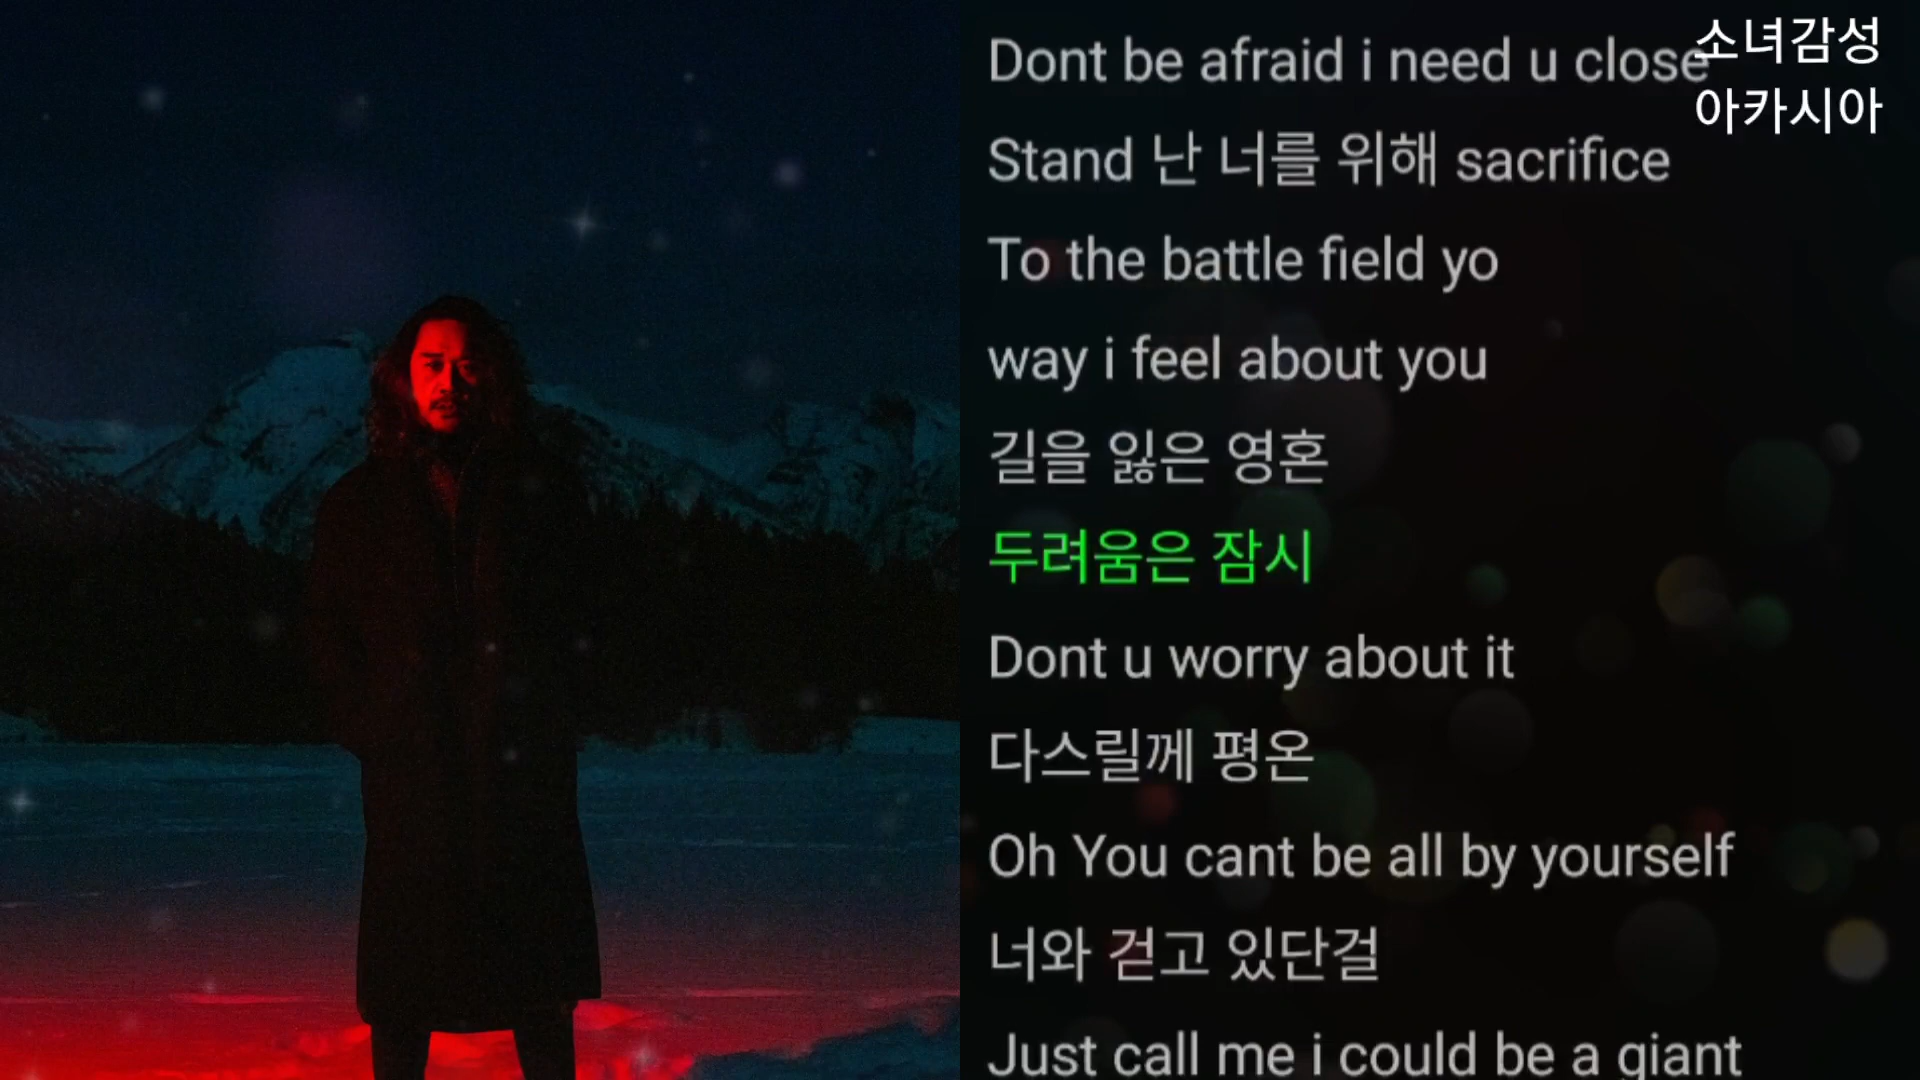 Dont be afraid i need u close
소녀감성
아카시아
Stand 난 너를 위해 sacrifice
To the battle field yo
way i feel about you
길을 잃은 영혼
두려움은 잠시
Dont u worry about it
다스릴께 평온
Oh You cant be all by yourself
너와 걷고 있단걸
Just call me i could be a giant